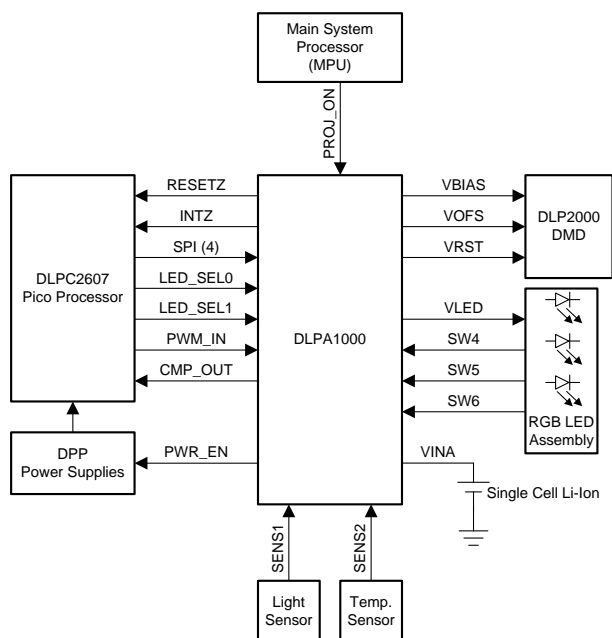 Main System
Processor
(MPU)
PROJ_ON
RESETZ
INTZ
SPI (4)
LED_SEL0
LED_SEL1
PWM_IN
CMP_OUT
DLPC2607
Pico Processor
DPP
Power Supplies
PWR_EN
DLPA1000
VBIAS
VOFS
VRST
DLP2000
DMD
VLED
SW4
SW5
SW6
RGB LED
Assembly
VINA
Single Cell Li-Ion
SENS1
SENS2
Light
Sensor
Temp.
Sensor